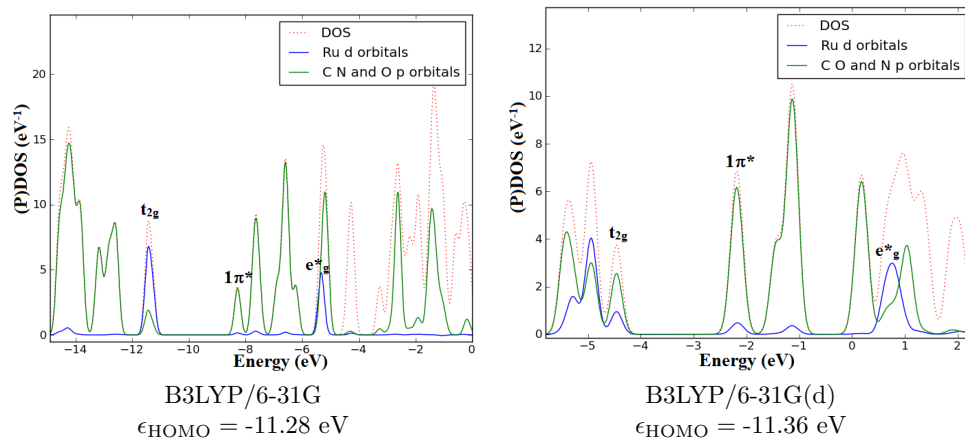 DOS
Ru d orbitals
C N and O p orbitals
(P)DOS (eV⁻¹)
20
15
10
5
0
t₂g
1π*
e*g
−14 −12 −10 −8 −6 −4 −2 0
Energy (eV)
B3LYP/6-31G
ϵHOMO = -11.28 eV
DOS
Ru d orbitals
C O and N p orbitals
(P)DOS (eV⁻¹)
12
10
8
6
4
2
0
1π*
t₂g
e*g
−5 −4 −3 −2 −1 0 1 2
Energy (eV)
B3LYP/6-31G(d)
ϵHOMO = -11.36 eV